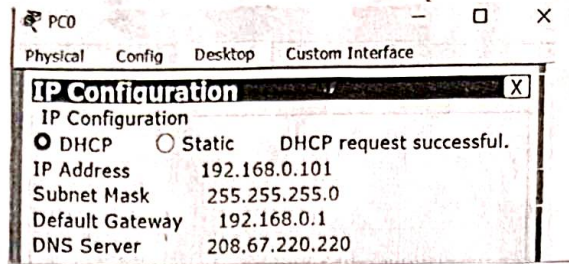 PC0
Physical Config Desktop Custom Interface
IP Configuration X
IP Configuration
DHCP Static DHCP request successful.
IP Address 192.168.0.101
Subnet Mask 255.255.255.0
Default Gateway 192.168.0.1
DNS Server 208.67.220.220